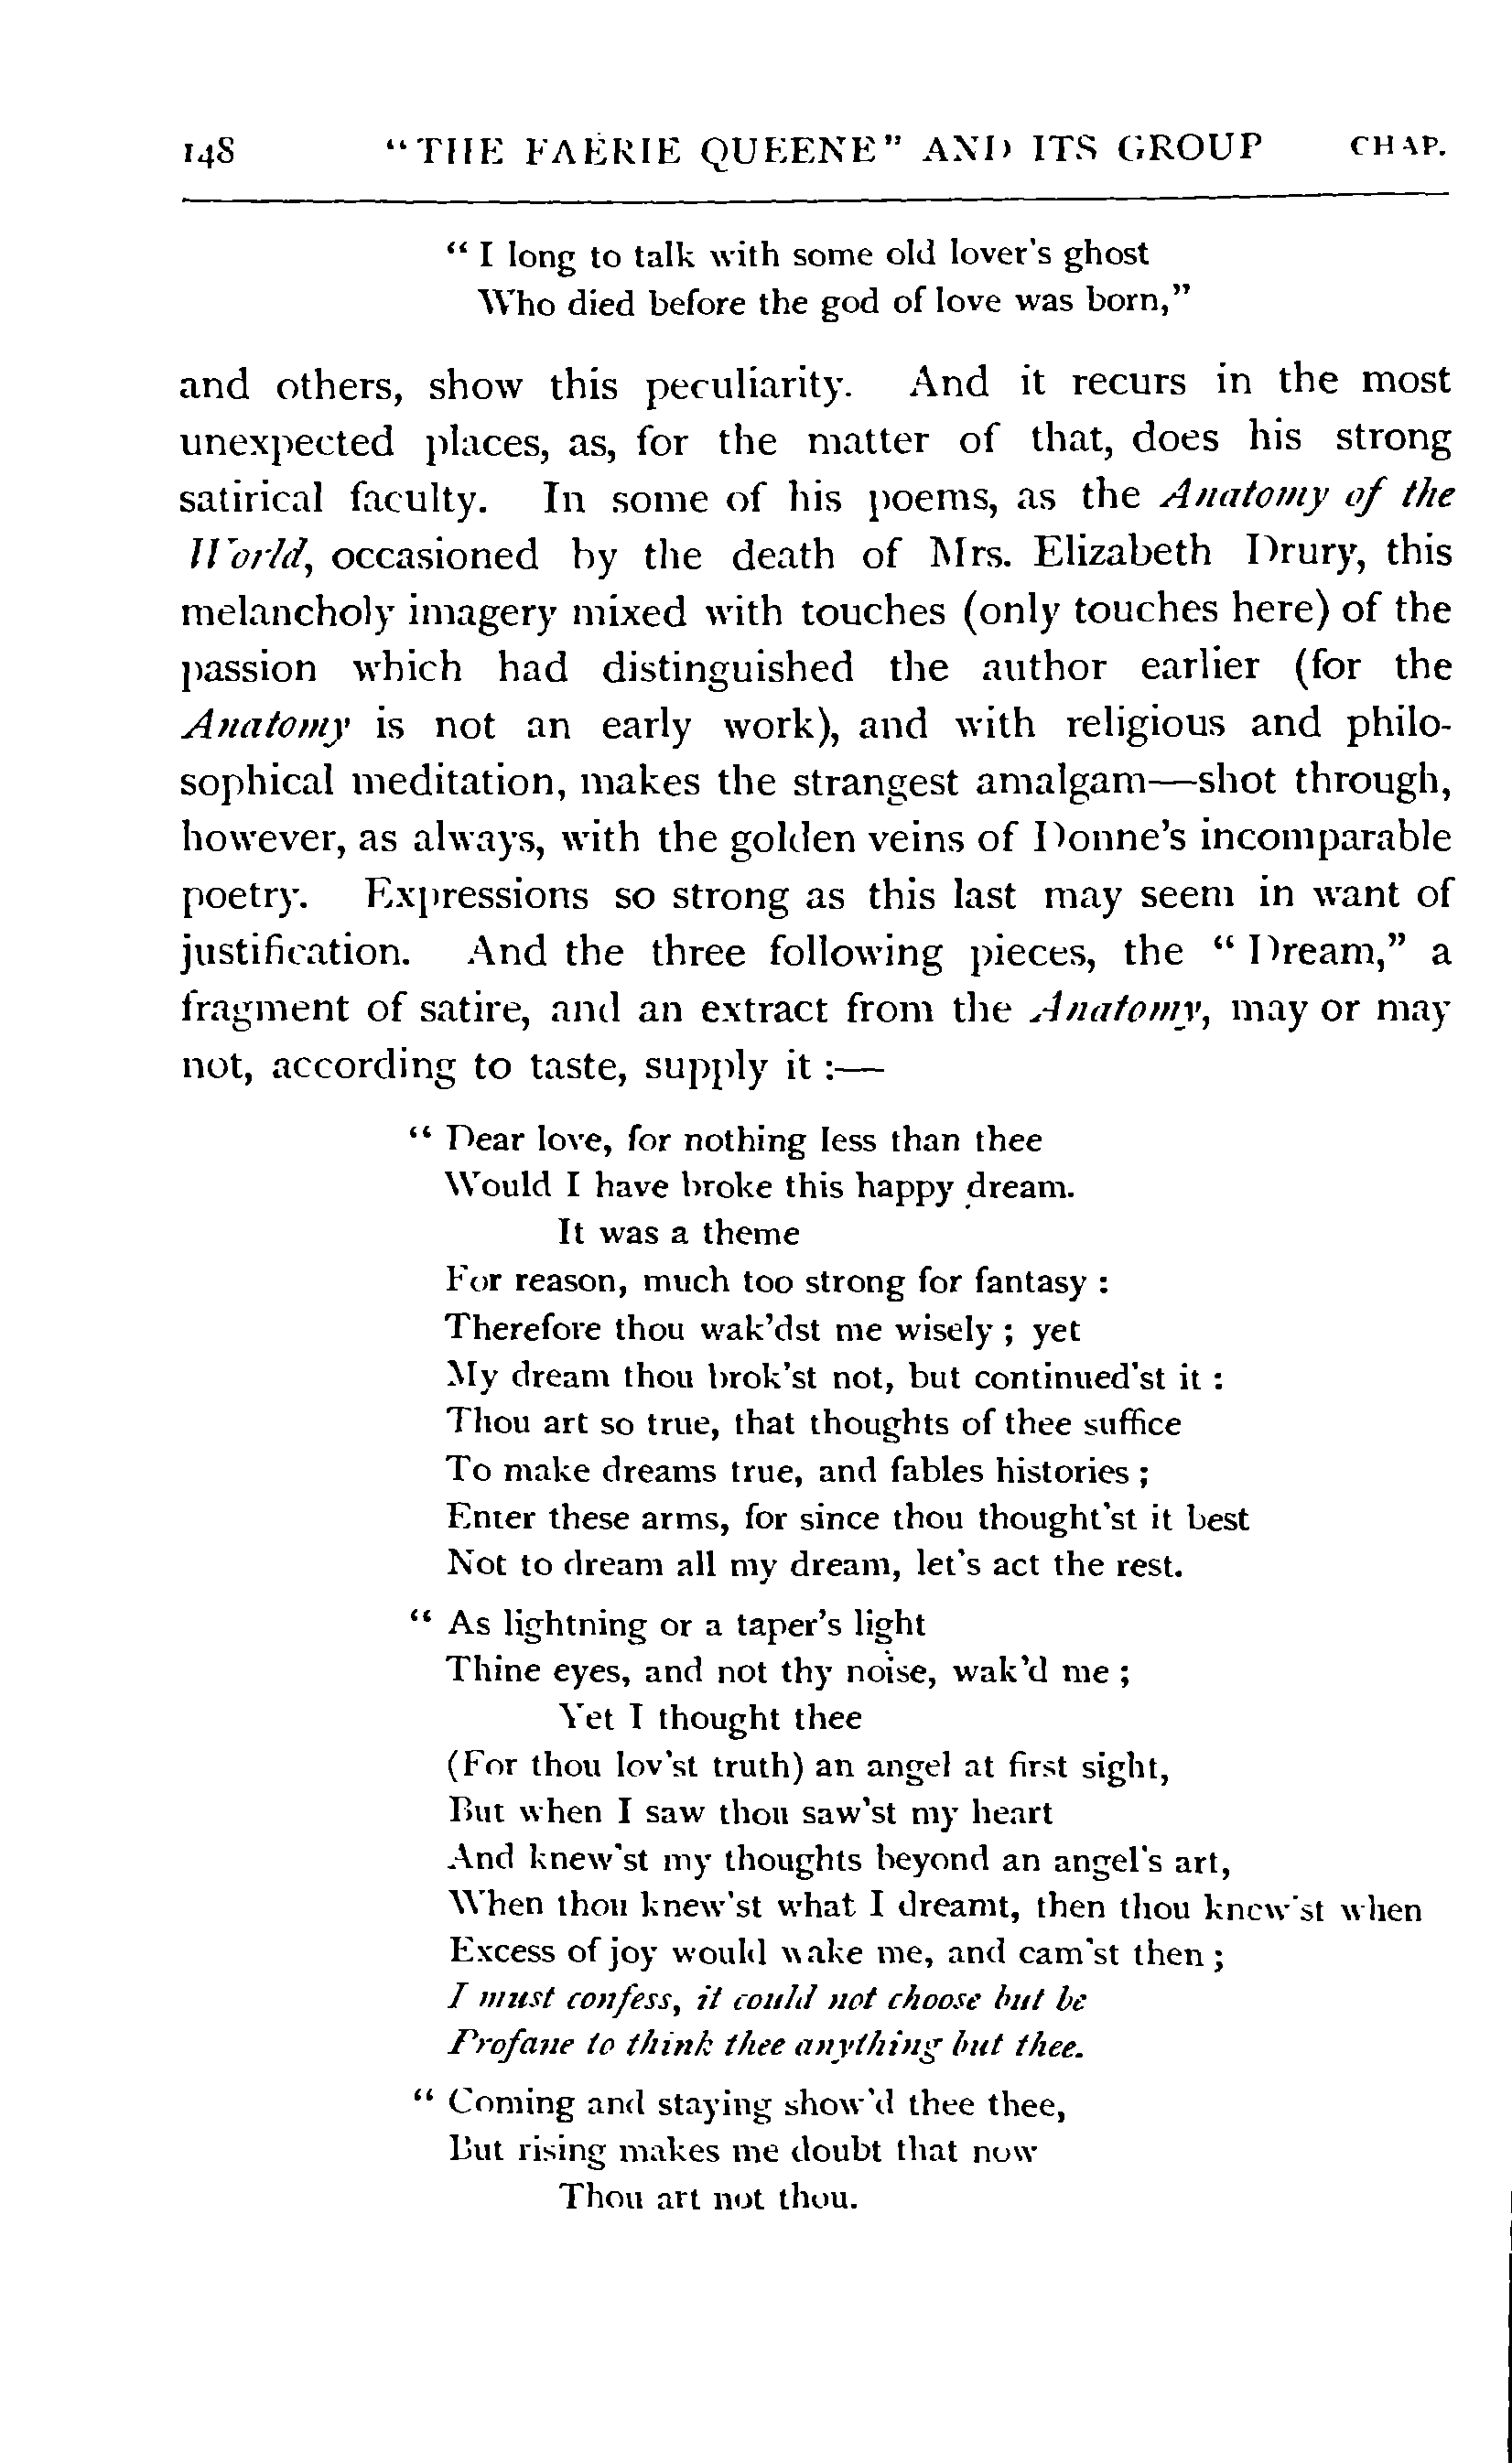 148 "THE FAËRIE QUEENE" AND ITS GROUP CHAP.
"I long to talk with some old lover's ghost
Who died before the god of love was born,"
and others, show this peculiarity. And it recurs in the most
unexpected places, as, for the matter of that, does his strong
satirical faculty. In some of his poems, as the Anatomy of the
World, occasioned by the death of Mrs. Elizabeth Drury, this
melancholy imagery mixed with touches (only touches here) of the
passion which had distinguished the author earlier (for the
Anatomy is not an early work), and with religious and philo-
sophical meditation, makes the strangest amalgam—shot through,
however, as always, with the golden veins of Donne's incomparable
poetry. Expressions so strong as this last may seem in want of
justification. And the three following pieces, the "Dream," a
fragment of satire, and an extract from the Anatomy, may or may
not, according to taste, supply it :—
"Dear love, for nothing less than thee
Would I have broke this happy dream.
It was a theme
For reason, much too strong for fantasy :
Therefore thou wak'dst me wisely ; yet
My dream thou brok'st not, but continued'st it :
Thou art so true, that thoughts of thee suffice
To make dreams true, and fables histories ;
Enter these arms, for since thou thought'st it best
Not to dream all my dream, let's act the rest.
"As lightning or a taper's light
Thine eyes, and not thy noise, wak'd me ;
Yet I thought thee
(For thou lov'st truth) an angel at first sight,
But when I saw thou saw'st my heart
And knew'st my thoughts beyond an angel's art,
When thou knew'st what I dreamt, then thou knew'st when
Excess of joy would wake me, and cam'st then ;
I must confess, it could not choose but be
Profane to think thee anything but thee.
"Coming and staying show'd thee thee,
But rising makes me doubt that now
Thou art not thou.